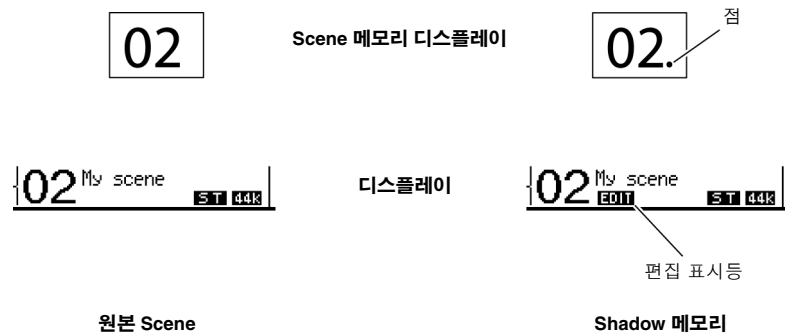 02
Scene 메모리 디스플레이
02.
점
02 My scene
ST 44k
디스플레이
02 My scene
EDIT ST 44k
편집 표시등
원본 Scene
Shadow 메모리